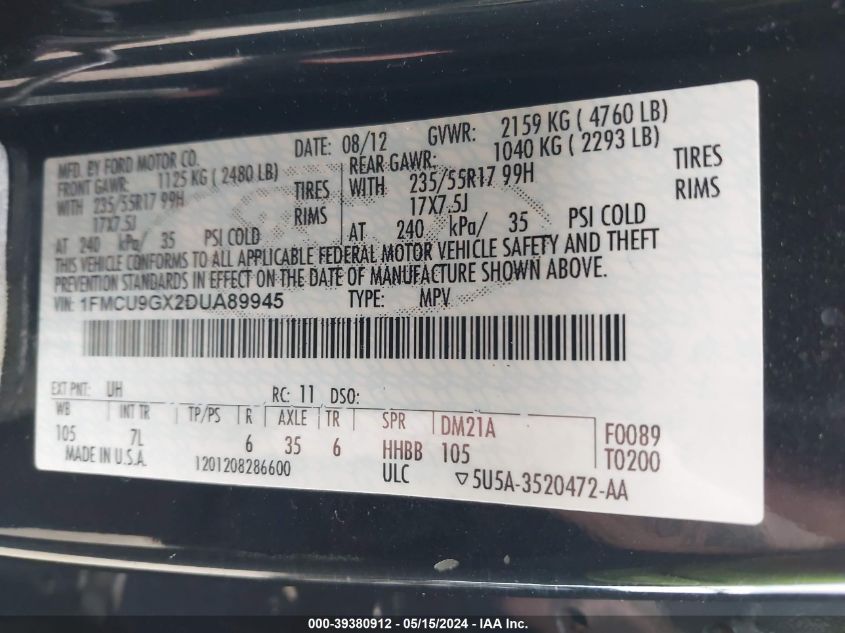 MFD. BY FORD MOTOR CO. DATE: 08/12 GVWR: 2159 KG ( 4760 LB)
FRONT GAWR: 1125 KG ( 2480 LB) REAR GAWR: 1040 KG ( 2293 LB)
WITH 235/55R17 99H TIRES WITH 235/55R17 99H TIRES
17X7.5J RIMS 17X7.5J RIMS
AT 240 kPa/ 35 PSI COLD AT 240 kPa/ 35 PSI COLD
THIS VEHICLE CONFORMS TO ALL APPLICABLE FEDERAL MOTOR VEHICLE SAFETY AND THEFT
PREVENTION STANDARDS IN EFFECT ON THE DATE OF MANUFACTURE SHOWN ABOVE.
VIN: 1FMCU9GX2DUA89945 TYPE: MPV
EXT PNT: UH RC: 11 DSO:
WB INT TR TP/PS R AXLE TR SPR DM21A F0089
105 7L 6 35 6 HHBB 105 T0200
MADE IN U.S.A. 1201208286600 ULC ▽5U5A-3520472-AA
000-39380912 - 05/15/2024 - IAA Inc.